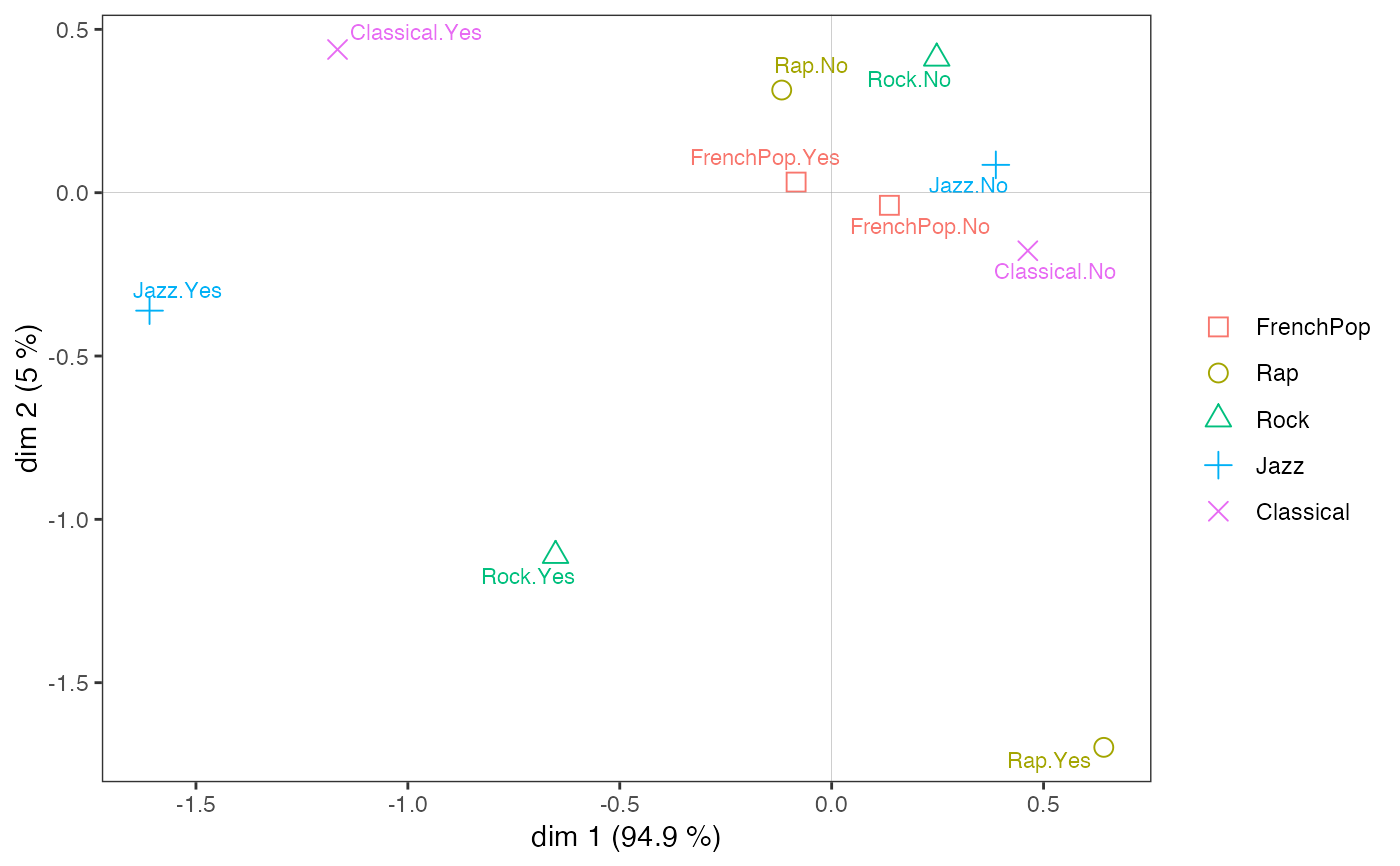 0.5
0.0
-0.5
-1.0
-1.5
dim 2 (5 %)
Classical.Yes
Rap.No
Rock.No
FrenchPop.Yes
Jazz.No
FrenchPop.No
Classical.No
Jazz.Yes
Rock.Yes
Rap.Yes
-1.5
-1.0
-0.5
0.0
0.5
dim 1 (94.9 %)
FrenchPop
Rap
Rock
Jazz
Classical